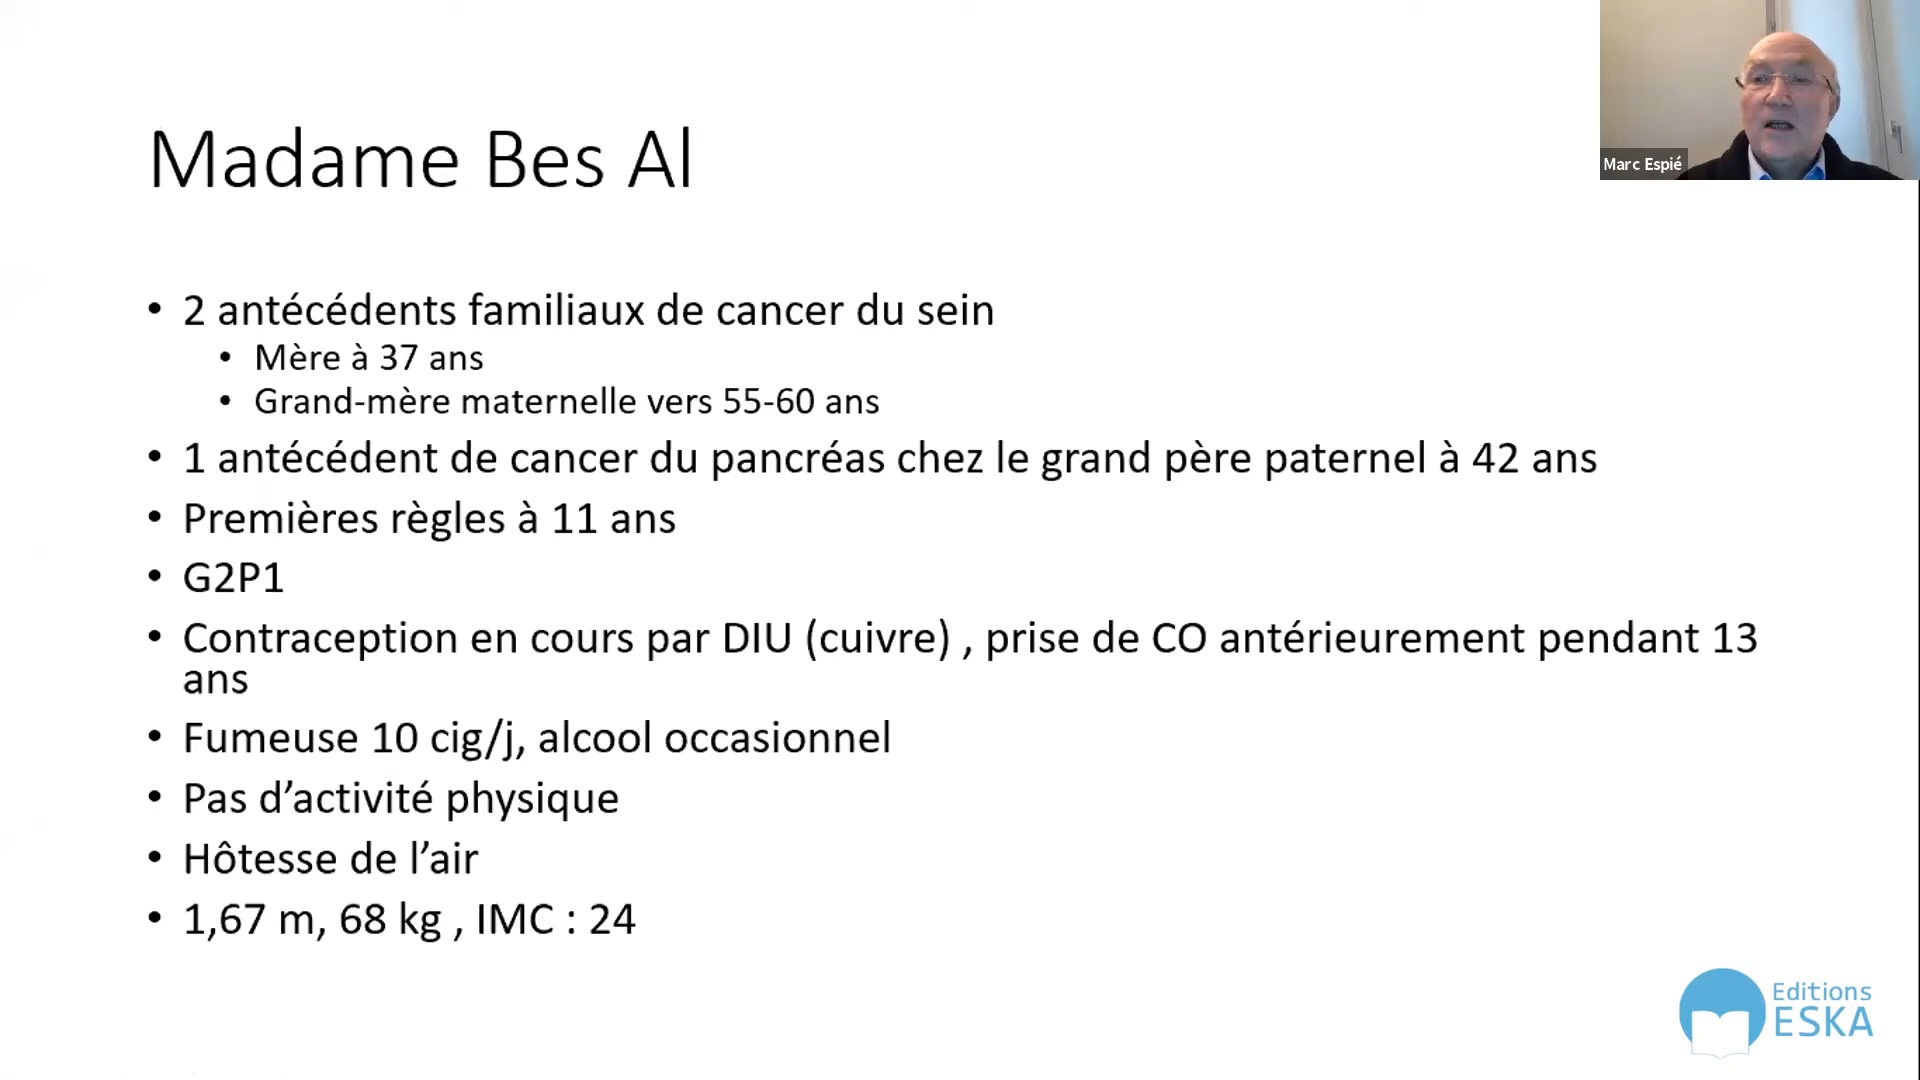 Marc Espié
Madame Bes Al
• 2 antécédents familiaux de cancer du sein
• Mère à 37 ans
• Grand-mère maternelle vers 55-60 ans
• 1 antécédent de cancer du pancréas chez le grand père paternel à 42 ans
• Premières règles à 11 ans
• G2P1
• Contraception en cours par DIU (cuivre) , prise de CO antérieurement pendant 13
ans
• Fumeuse 10 cig/j, alcool occasionnel
• Pas d’activité physique
• Hôtesse de l’air
• 1,67 m, 68 kg , IMC : 24
Editions
ESKA